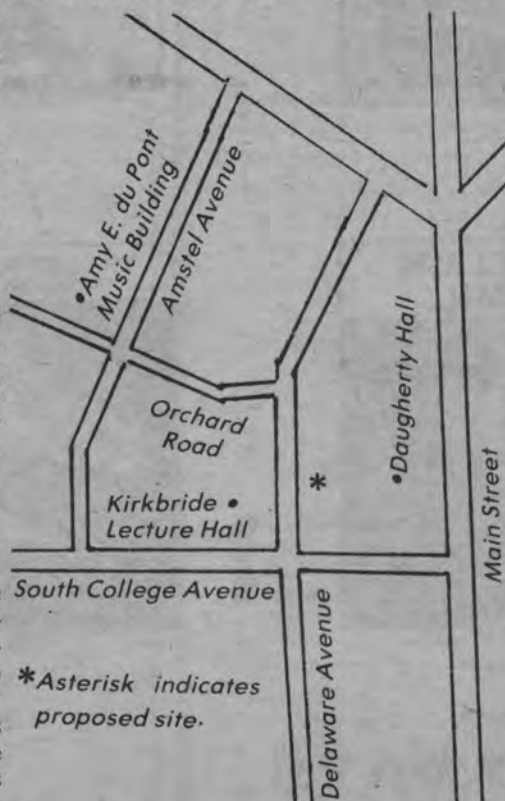 •Amy E. du Pont
Music Building
Amstel Avenue
Orchard
Road
•Daugherty Hall
*
Kirkbride •
Lecture Hall
Main Street
South College Avenue
Delaware Avenue
*Asterisk indicates
proposed site.